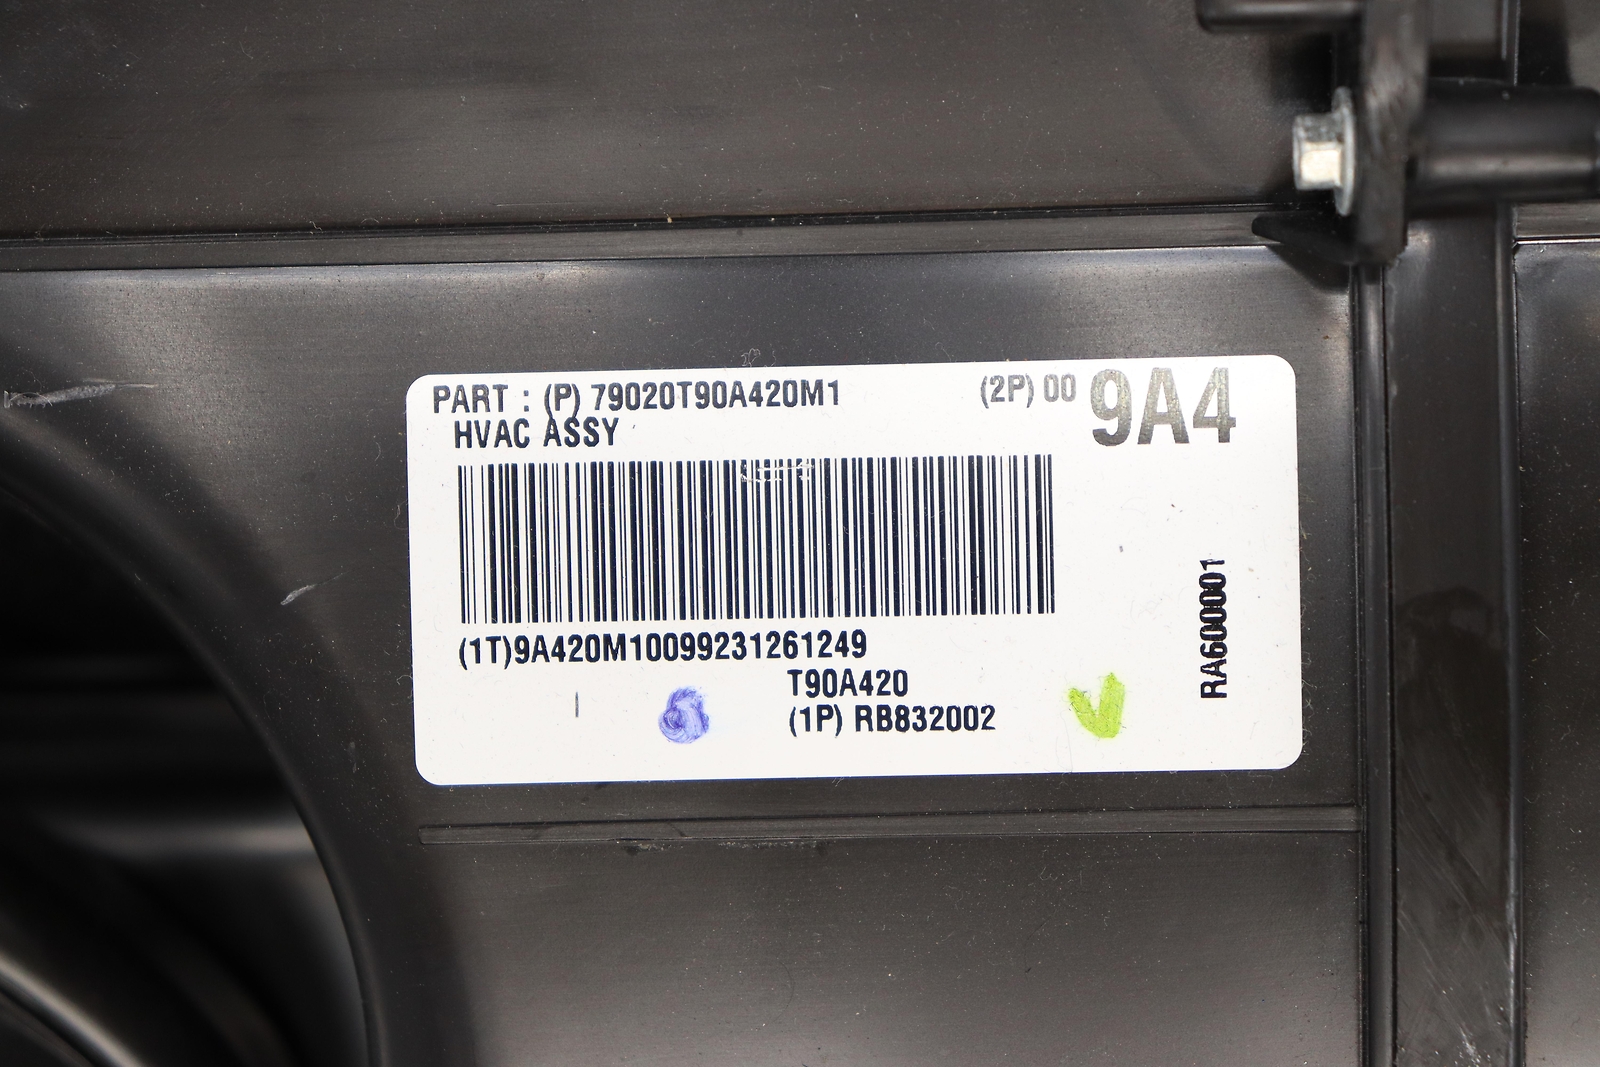 PART : (P) 79020T90A420M1 (2P) 00 9A4
HVAC ASSY
(1T)9A420M10099231261249
T90A420
(1P) RB832002
RA600001